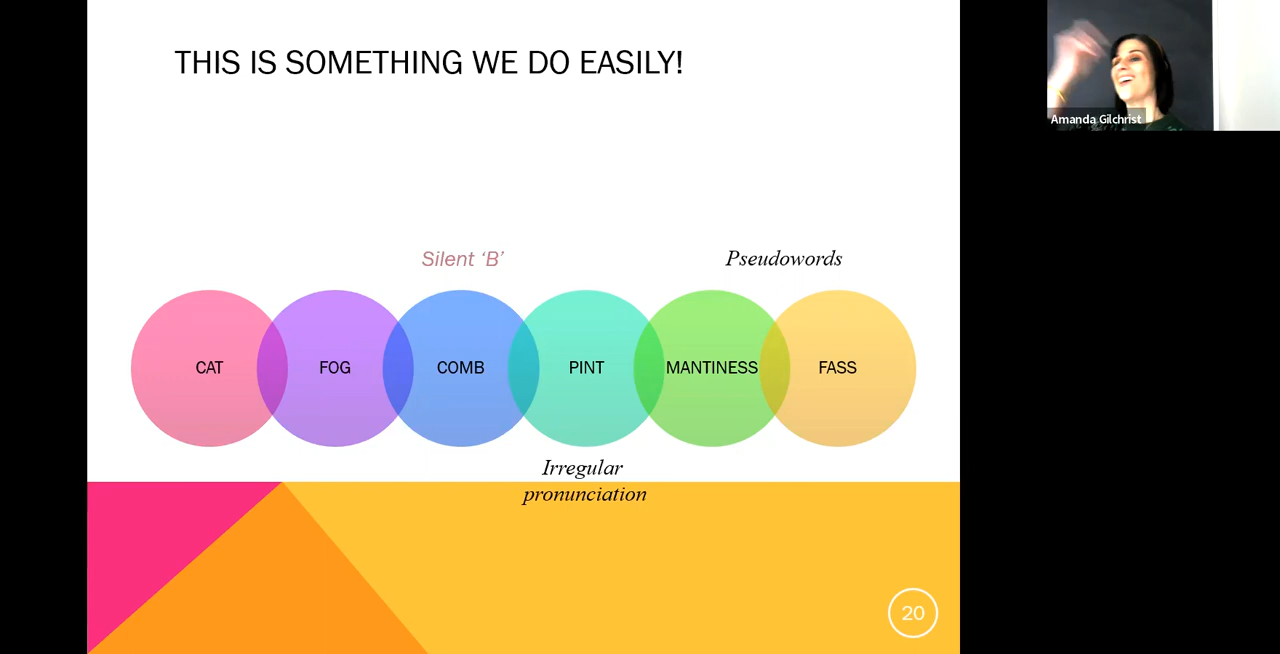 THIS IS SOMETHING WE DO EASILY!
Amanda Gilchrist
Silent ‘B’
Pseudowords
CAT
FOG
COMB
PINT
MANTINESS
FASS
Irregular
pronunciation
20